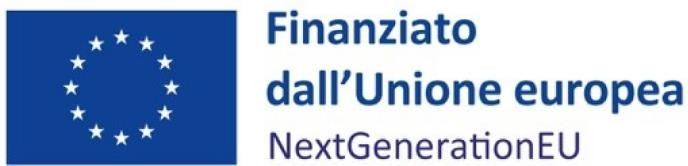 Finanziato
dall’Unione europea
NextGenerationEU